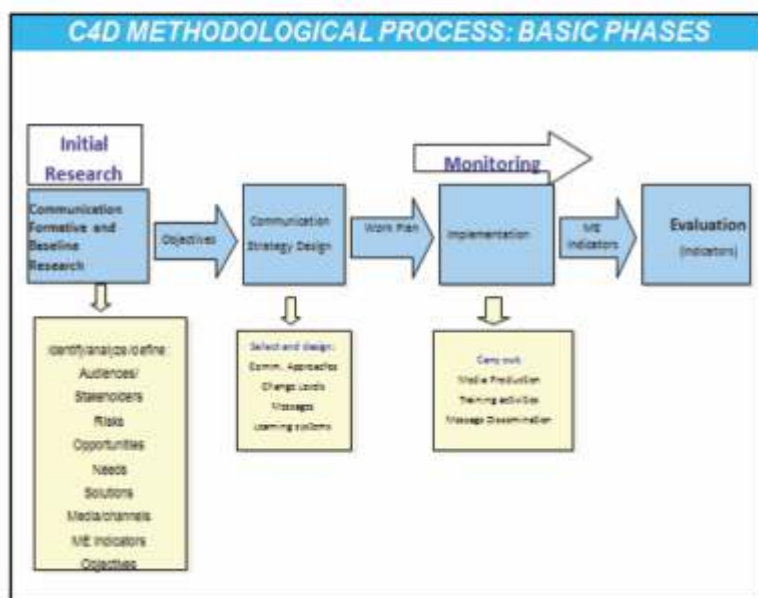 C4D METHODOLOGICAL PROCESS: BASIC PHASES
Initial
Research
Monitoring
Communication
Formative and
Baseline
Research
Objectives
Communication
Strategy Design
Work Plan
Implementation
ME
Indicators
Evaluation
(Indicators)
Identify/analyze/define:
Audiences/
Stakeholders
Risks
Opportunities
Needs
Solutions
Media/channels
ME Indicators
Objectives
Select and design:
Comm. Approaches
Change Levels
Messages
Learning systems
Carry out:
Media Production
Training activities
Message Dissemination